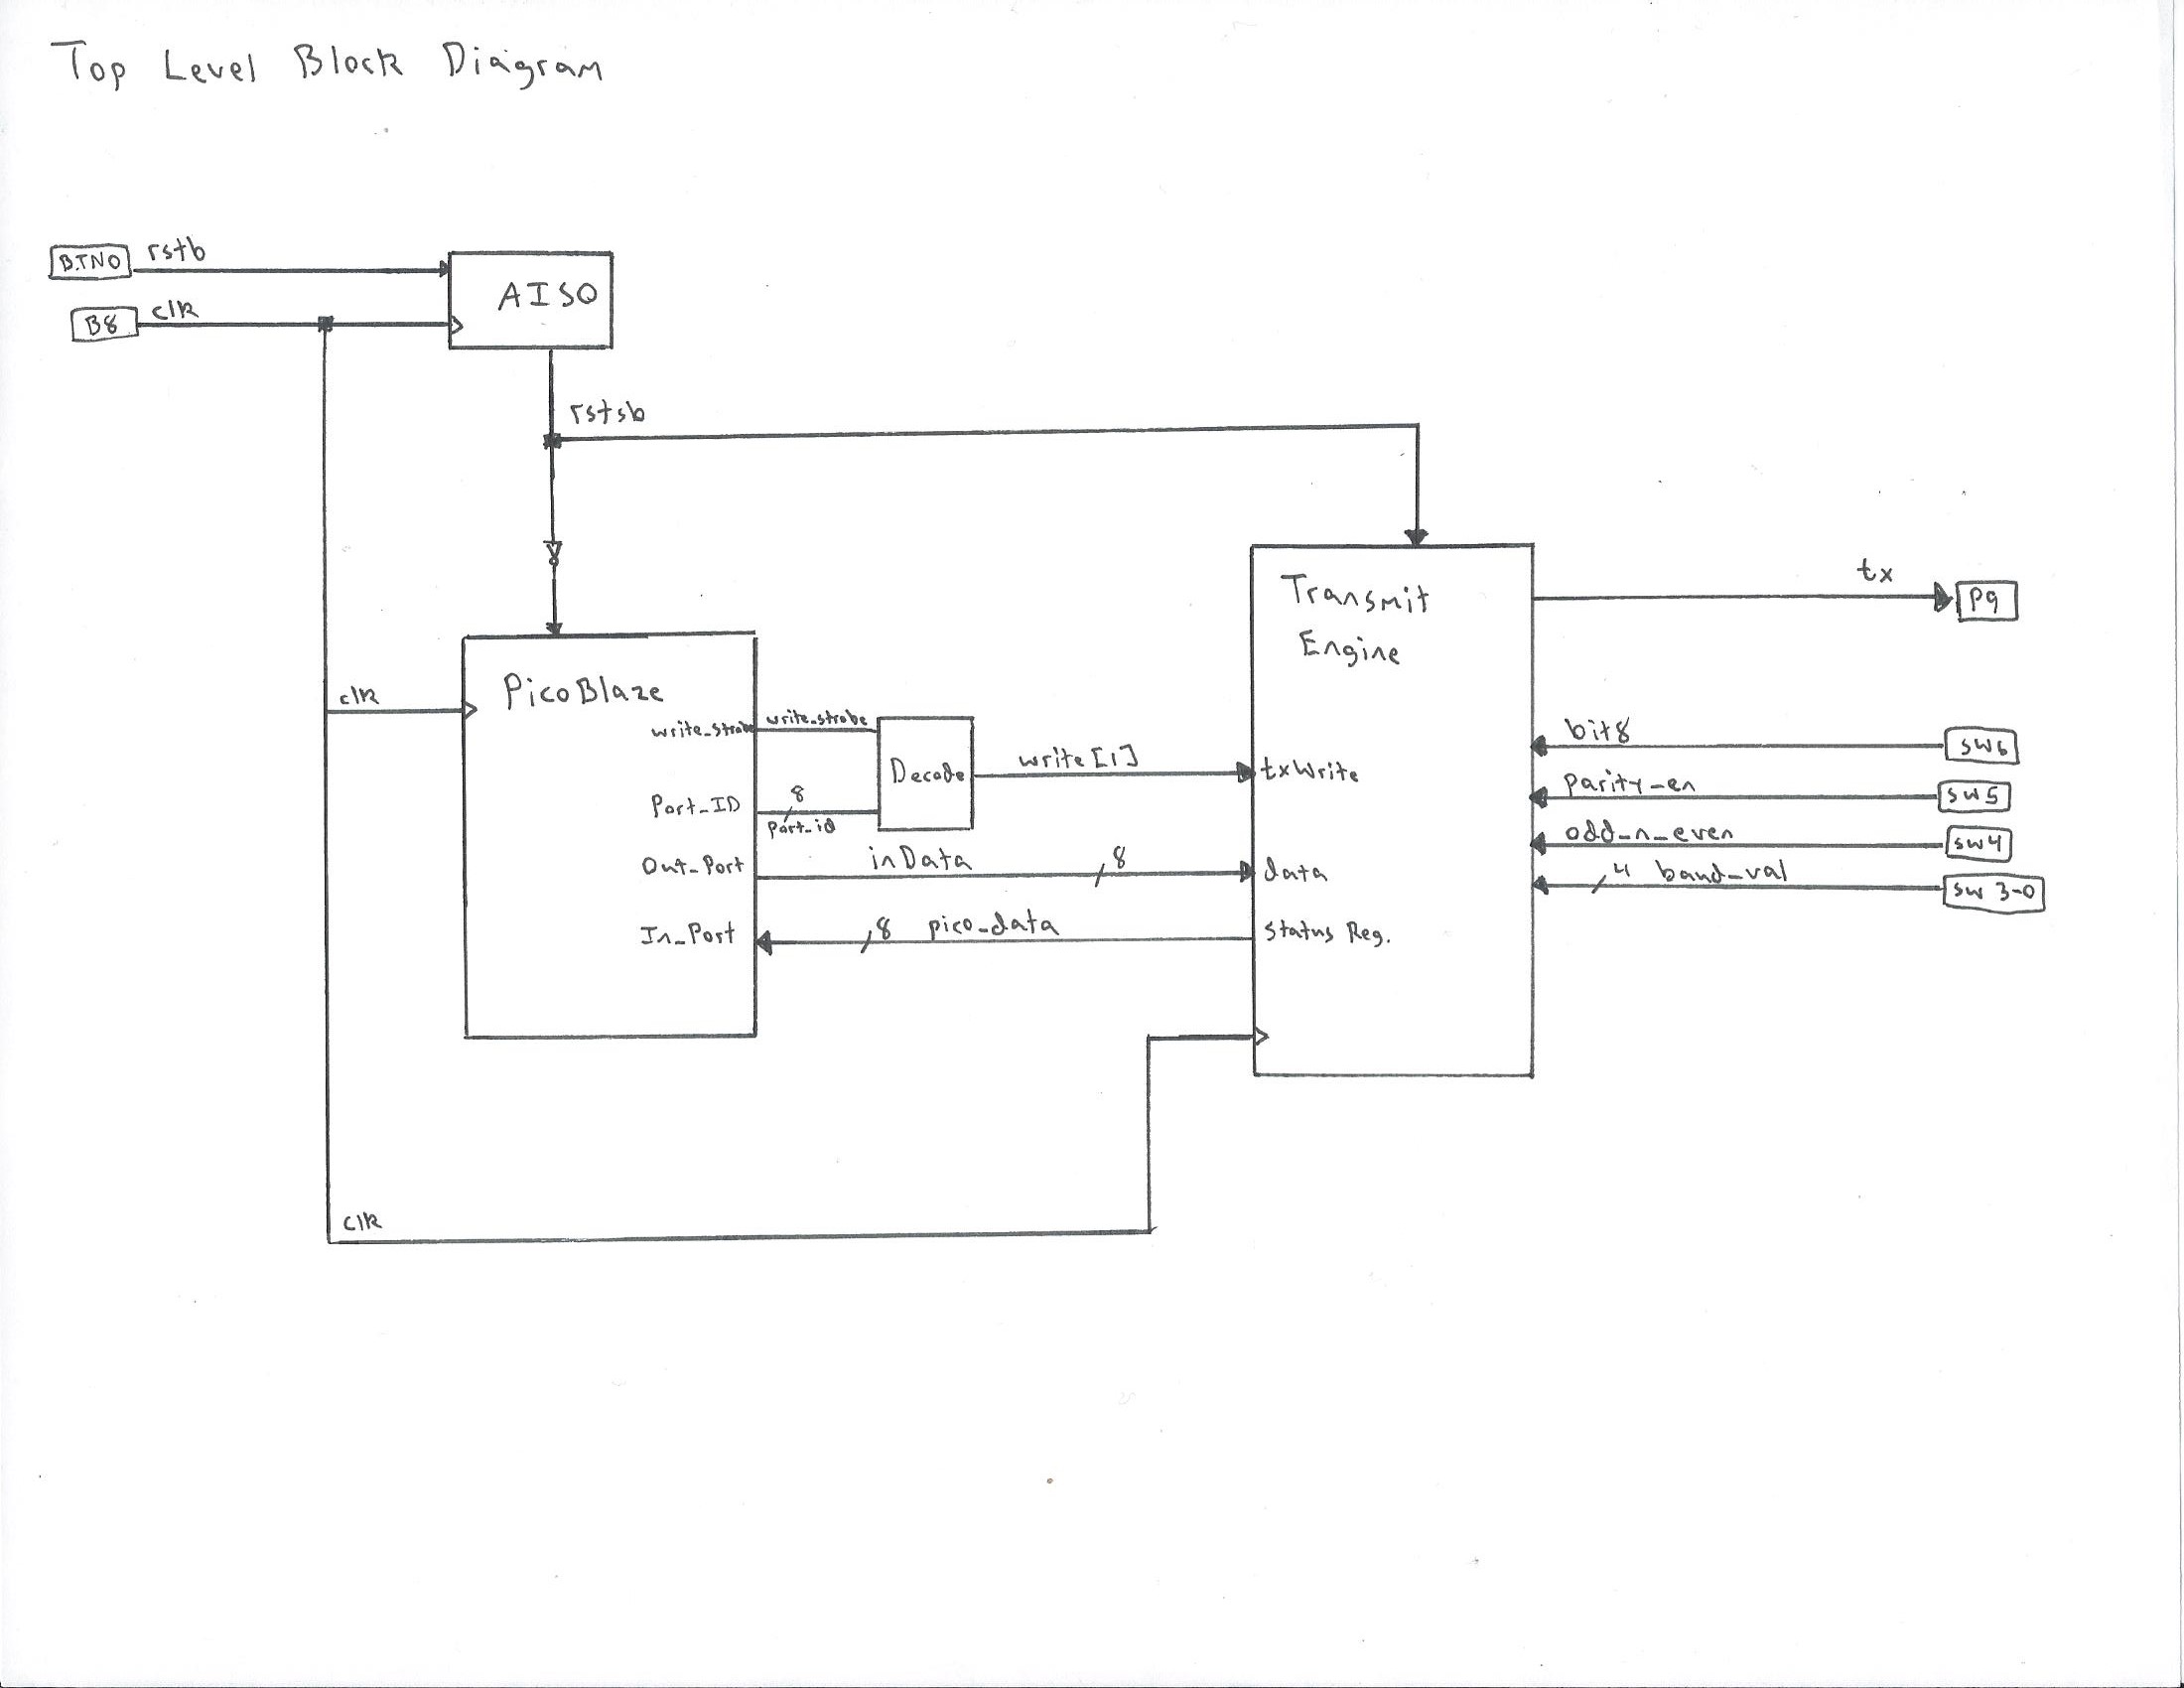 Top Level Block Diagram
BTN0 rstb
AISO
B8 clk
rstsb
Transmit
Engine
tx
P9
clk
PicoBlaze
write_strobe write_strobe
Decode
write[1]
txWrite
bit8
SW6
Port_ID 8
port_id
parity_en
SW5
odd_n_even
SW4
Out_Port inData 8 data
4 baud_val
SW 3-0
In_Port 8 pico_data Status Reg.
clk